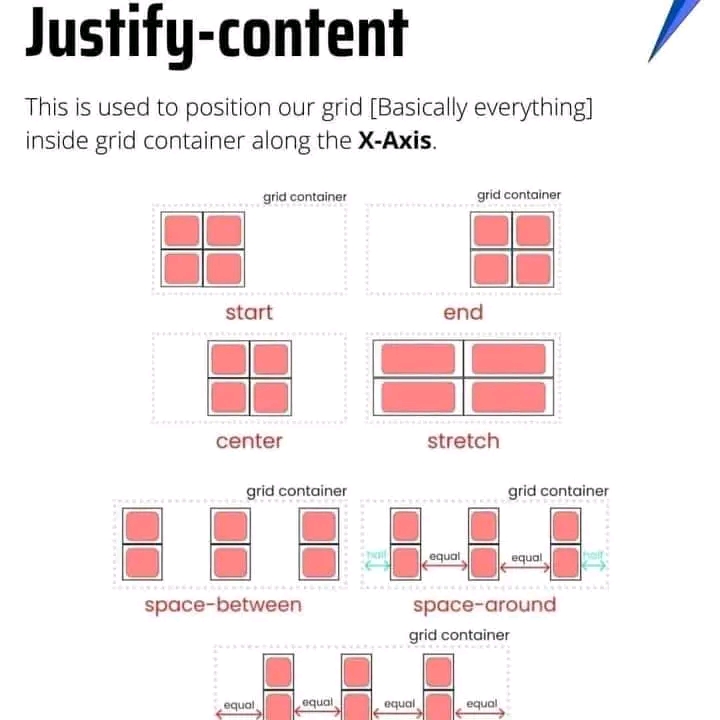 Justify-content
This is used to position our grid [Basically everything]
inside grid container along the X-Axis.
grid container
grid container
start
end
center
stretch
grid container
grid container
half
equal
equal
half
space-between
space-around
grid container
equal
equal
equal
equal